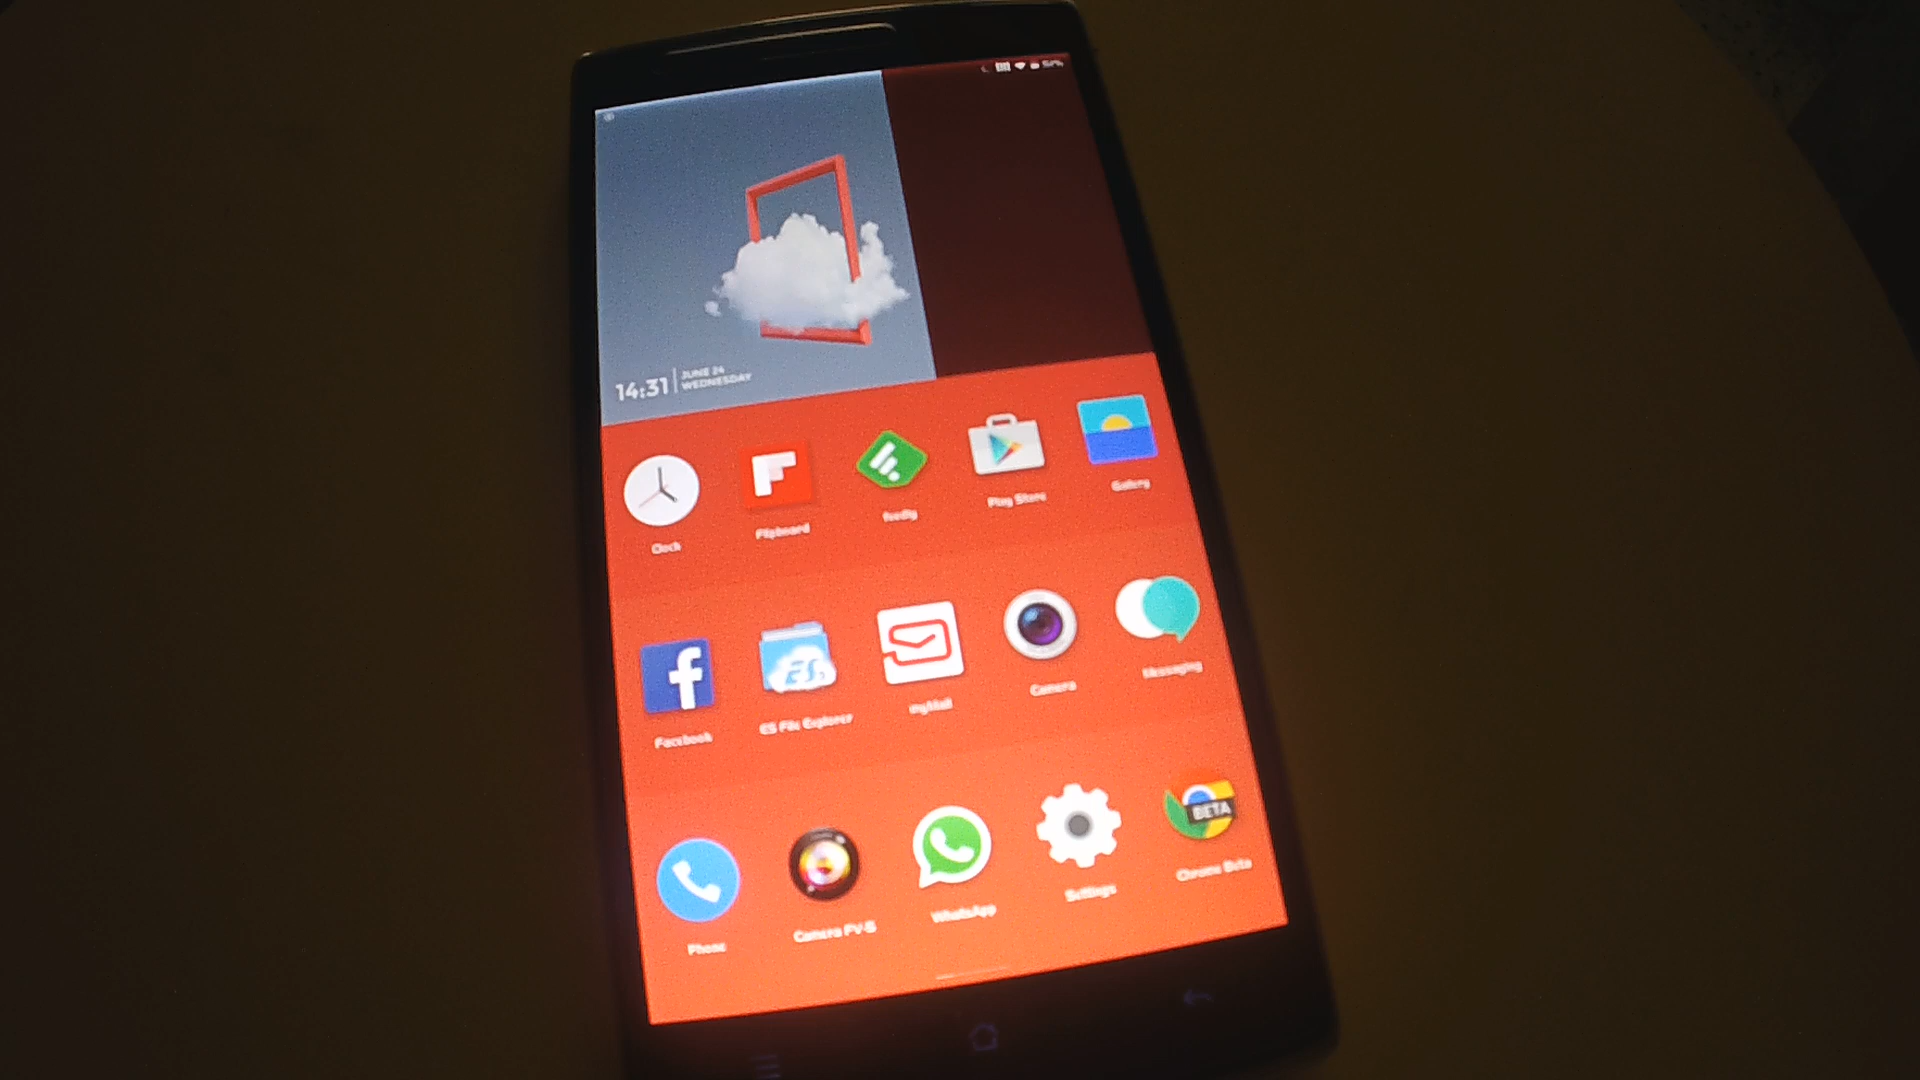 14:31
JUNE 24
WEDNESDAY
Clock
Flipboard
feedly
Play Store
Gallery
Facebook
ES
ES File Explorer
myMail
Camera
Messaging
BETA
Phone
Camera FV-5
WhatsApp
Settings
Chrome Beta